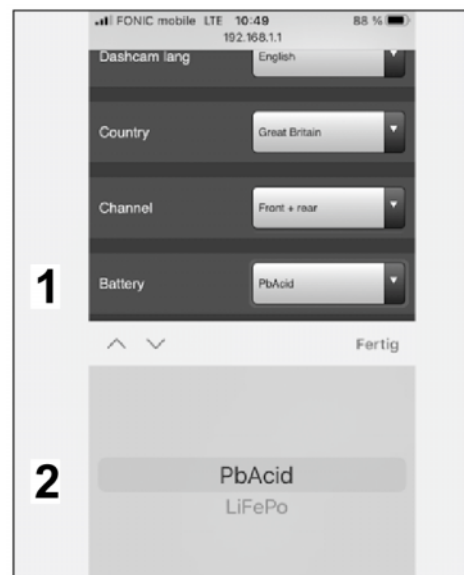 FONIC mobile LTE 10:49 88 %
192.168.1.1
Dashcam lang English
Country Great Britain
Channel Front + rear
1 Battery PbAcid
Fertig
2 PbAcid
LiFePo